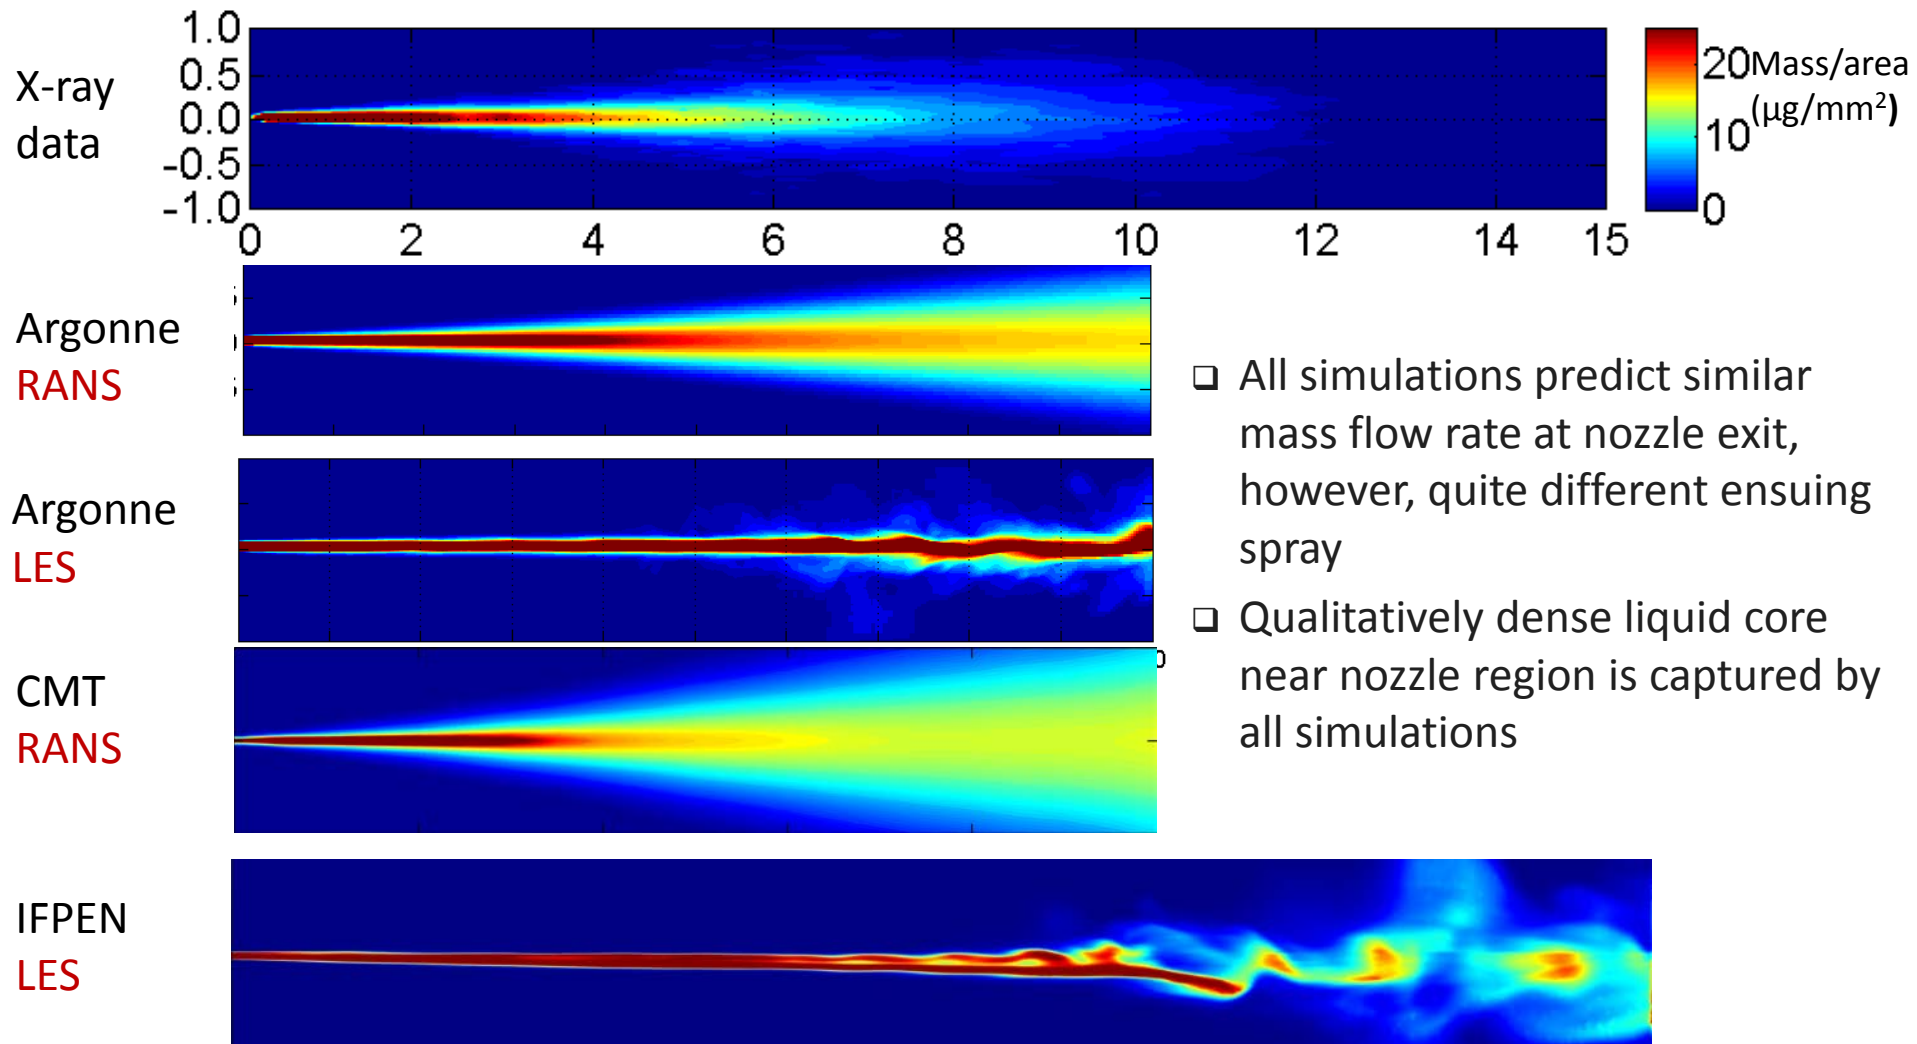 X-ray
data
1.0
0.5
0.0
-0.5
-1.0
0 2 4 6 8 10 12 14 15
20
10
0
Mass/area
(µg/mm²)
Argonne
RANS
Argonne
LES
CMT
RANS
IFPEN
LES
❑ All simulations predict similar
mass flow rate at nozzle exit,
however, quite different ensuing
spray
❑ Qualitatively dense liquid core
near nozzle region is captured by
all simulations